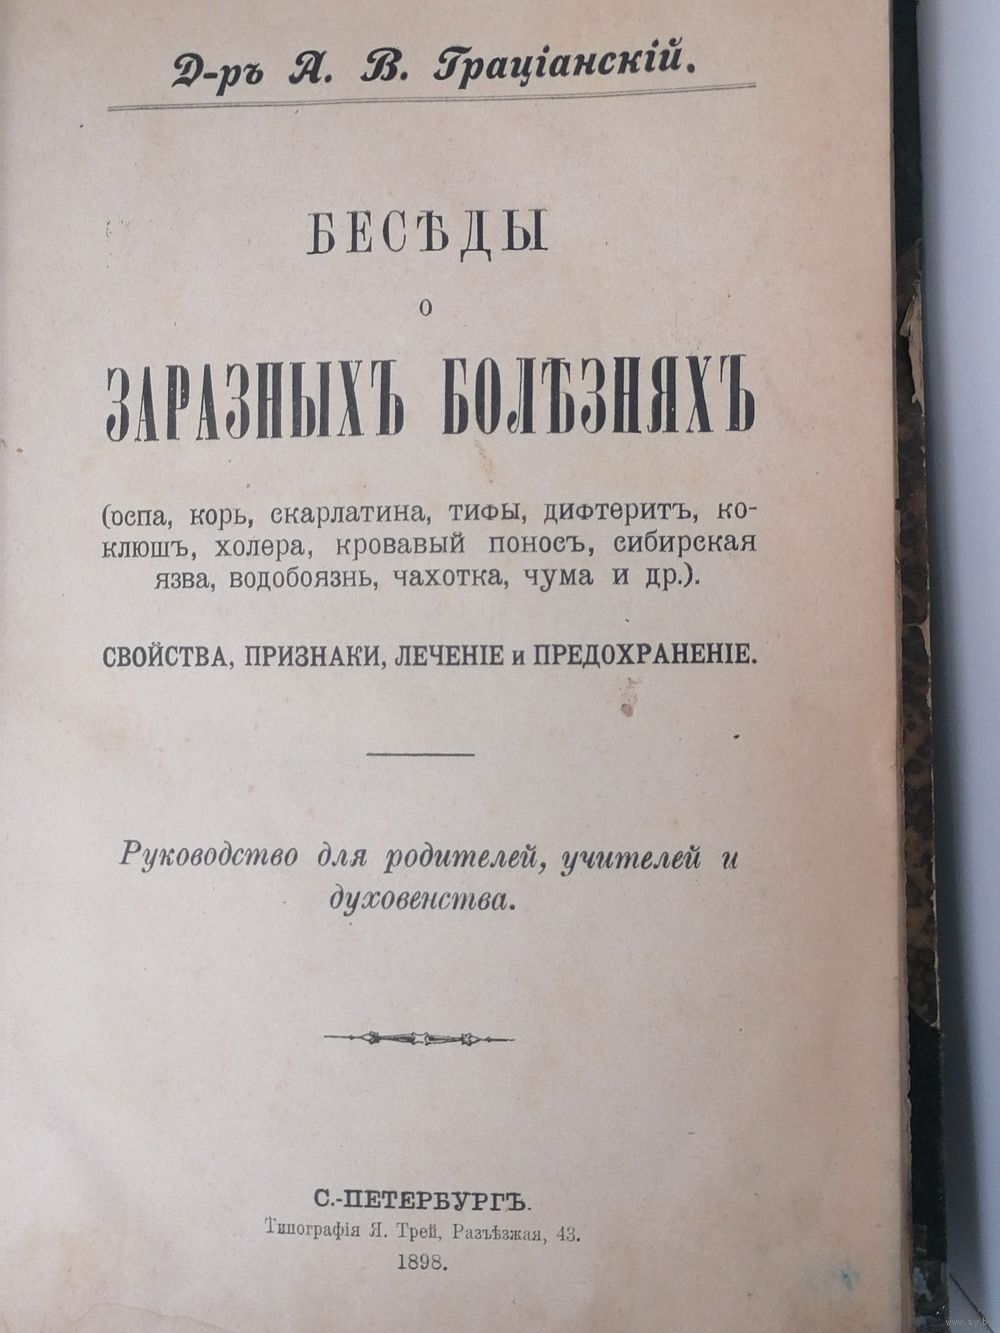 Д-ръ А. В. Граціанскій.
БЕСѢДЫ
о
ЗАРАЗНЫХЪ БОЛѢЗНЯХЪ
(оспа, корь, скарлатина, тифы, дифтеритъ, ко-
клюшъ, холера, кровавый поносъ, сибирская
язва, водобоязнь, чахотка, чума и др.).
СВОЙСТВА, ПРИЗНАКИ, ЛЕЧЕНІЕ и ПРЕДОХРАНЕНІЕ.
Руководство для родителей, учителей и
духовенства.
С.-ПЕТЕРБУРГЪ.
Типографія Я. Трей, Разъѣзжая, 43.
1898.